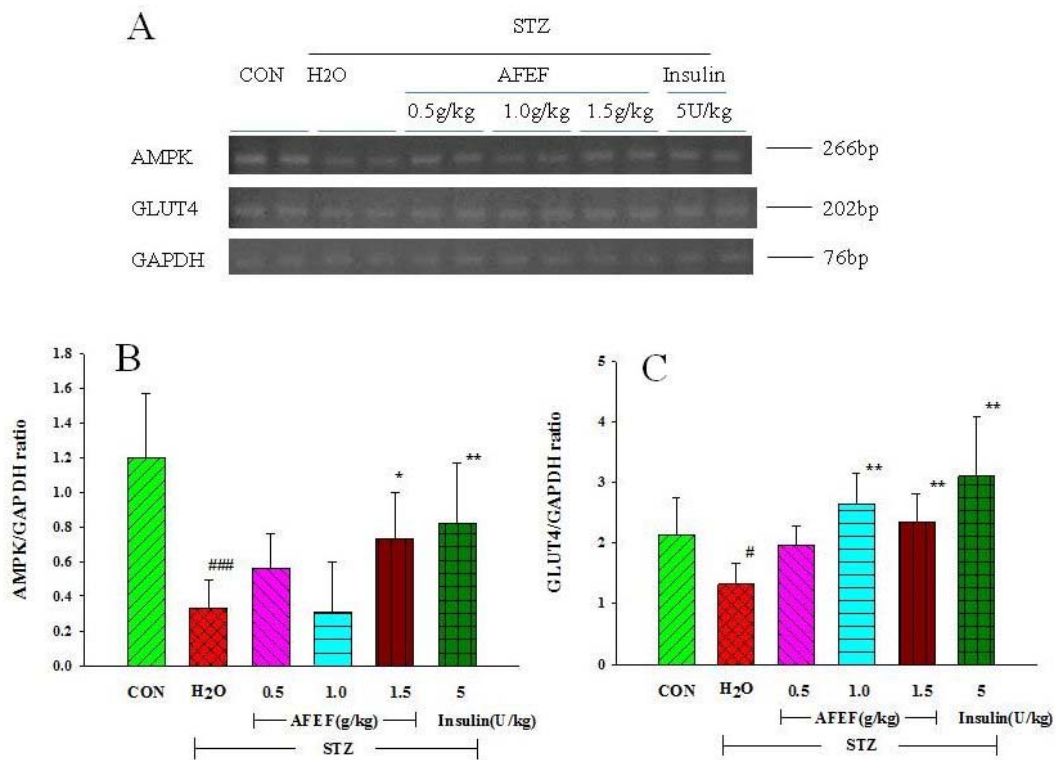 A
STZ
CON H2O AFEF Insulin
0.5g/kg 1.0g/kg 1.5g/kg 5U/kg
AMPK 266bp
GLUT4 202bp
GAPDH 76bp
B
AMPK/GAPDH ratio
1.8
1.6
1.4
1.2
1.0
0.8
0.6
0.4
0.2
0.0
###
*
**
CON H2O 0.5 1.0 1.5 5
AFEF(g/kg) Insulin(U/kg)
STZ
C
GLUT4/GAPDH ratio
5
4
3
2
1
0
#
**
**
**
CON H2O 0.5 1.0 1.5 5
AFEF(g/kg) Insulin(U/kg)
STZ